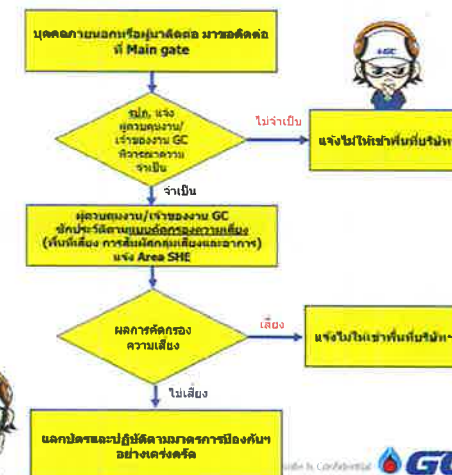 บุคคลภายนอกหรือผู้มาติดต่อ มาขอติดต่อ
ที่ Main gate
GC
รปภ. แจ้ง
ผู้ควบคุมงาน/
เจ้าของงาน GC
พิจารณาความ
จำเป็น
ไม่จำเป็น
แจ้งไม่ให้เข้าพื้นที่บริษัทฯ
จำเป็น
ผู้ควบคุมงาน/เจ้าของงาน GC
ซักประวัติตามแบบคัดกรองความเสี่ยง
(พื้นที่เสี่ยง การสัมผัสกลุ่มเสี่ยงและอาการ)
แจ้ง Area SHE
ผลการคัดกรอง
ความเสี่ยง
เสี่ยง
แจ้งไม่ให้เข้าพื้นที่บริษัทฯ
ไม่เสี่ยง
แลกบัตรและปฏิบัติตามมาตรการป้องกันฯ
อย่างเคร่งครัด
& Confidential
GC